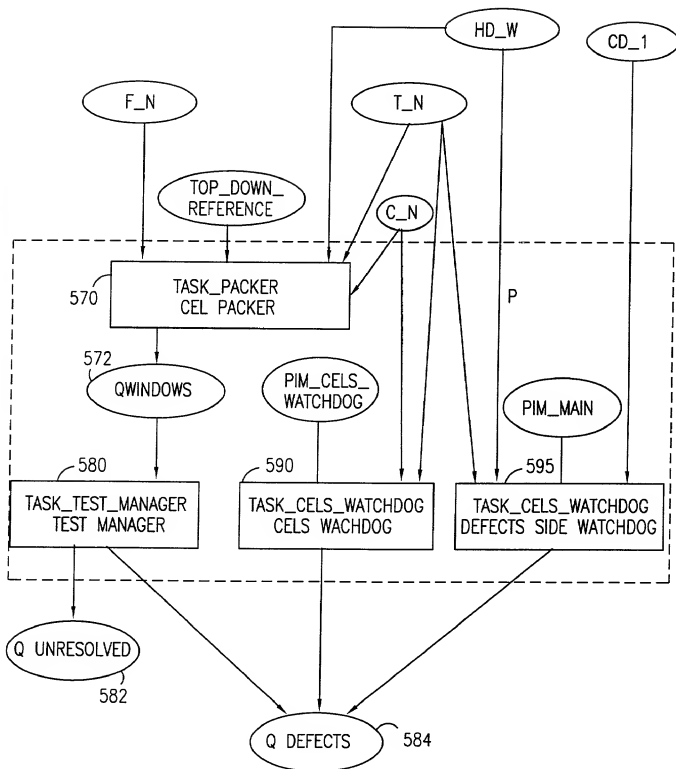 HD_W
CD_1
F_N
T_N
TOP_DOWN_
REFERENCE
C_N
570
TASK_PACKER
CEL PACKER
P
572
QWINDOWS
PIM_CELS_
WATCHDOG
PIM_MAIN
580
590
595
TASK_TEST_MANAGER
TEST MANAGER
TASK_CELS_WATCHDOG
CELS WACHDOG
TASK_CELS_WATCHDOG
DEFECTS SIDE WATCHDOG
Q UNRESOLVED
582
Q DEFECTS
584